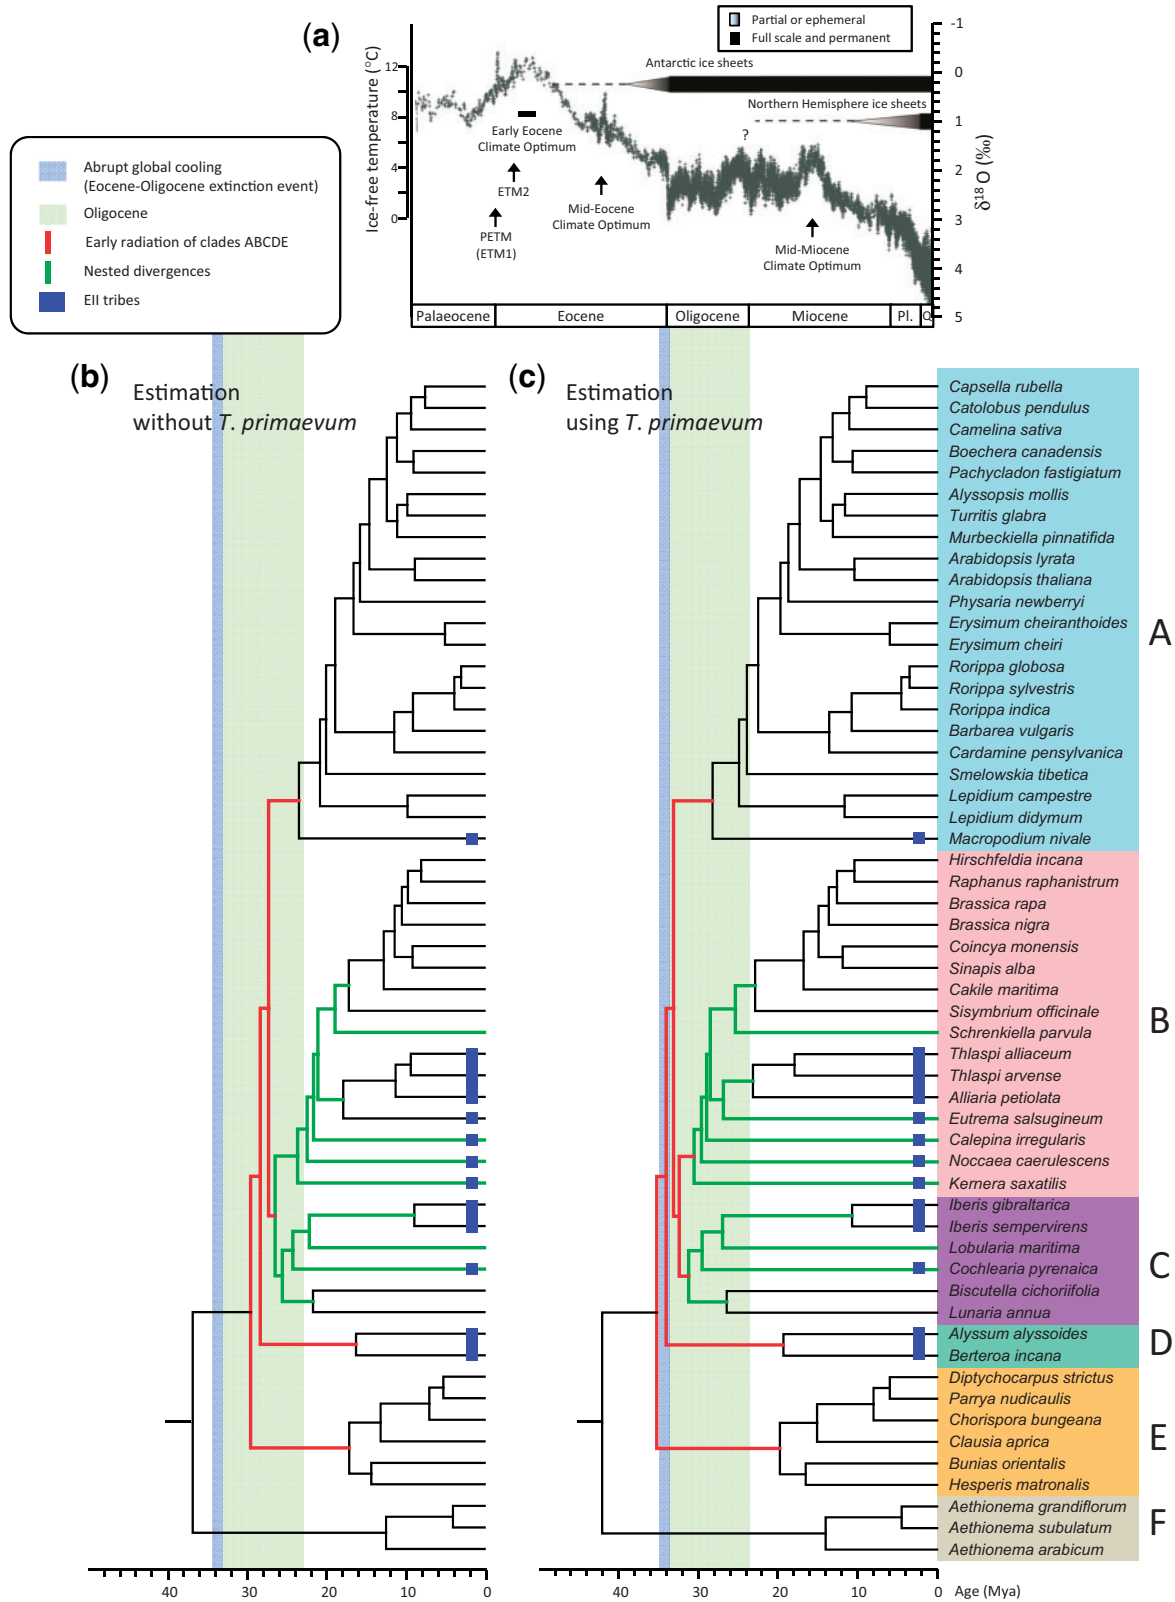 (a)
Partial or ephemeral
Full scale and permanent
Ice-free temperature (°C)
12
8
4
0
Antarctic ice sheets
Northern Hemisphere ice sheets
?
Early Eocene
Climate Optimum
ETM2
PETM
(ETM1)
Mid-Eocene
Climate Optimum
Mid-Miocene
Climate Optimum
-1
0
1
2
3
4
5
δ18 O (‰)
Palaeocene
Eocene
Oligocene
Miocene
Pl.
Q
Abrupt global cooling
(Eocene-Oligocene extinction event)
Oligocene
Early radiation of clades ABCDE
Nested divergences
EII tribes
(b)
Estimation
without T. primaevum
(c)
Estimation
using T. primaevum
Capsella rubella
Catolobus pendulus
Camelina sativa
Boechera canadensis
Pachycladon fastigiatum
Alyssopsis mollis
Turritis glabra
Murbeckiella pinnatifida
Arabidopsis lyrata
Arabidopsis thaliana
Physaria newberryi
Erysimum cheiranthoides
Erysimum cheiri
Rorippa globosa
Rorippa sylvestris
Rorippa indica
Barbarea vulgaris
Cardamine pensylvanica
Smelowskia tibetica
Lepidium campestre
Lepidium didymum
Macropodium nivale
A
Hirschfeldia incana
Raphanus raphanistrum
Brassica rapa
Brassica nigra
Coincya monensis
Sinapis alba
Cakile maritima
Sisymbrium officinale
Schrenkiella parvula
Thlaspi alliaceum
Thlaspi arvense
Alliaria petiolata
Eutrema salsugineum
Calepina irregularis
Noccaea caerulescens
Kernera saxatilis
B
Iberis gibraltarica
Iberis sempervirens
Lobularia maritima
Cochlearia pyrenaica
Biscutella cichoriifolia
Lunaria annua
C
Alyssum alyssoides
Berteroa incana
D
Diptychocarpus strictus
Parrya nudicaulis
Chorispora bungeana
Clausia aprica
Bunias orientalis
Hesperis matronalis
E
Aethionema grandiflorum
Aethionema subulatum
Aethionema arabicum
F
40 30 20 10 0
40 30 20 10 0 Age (Mya)